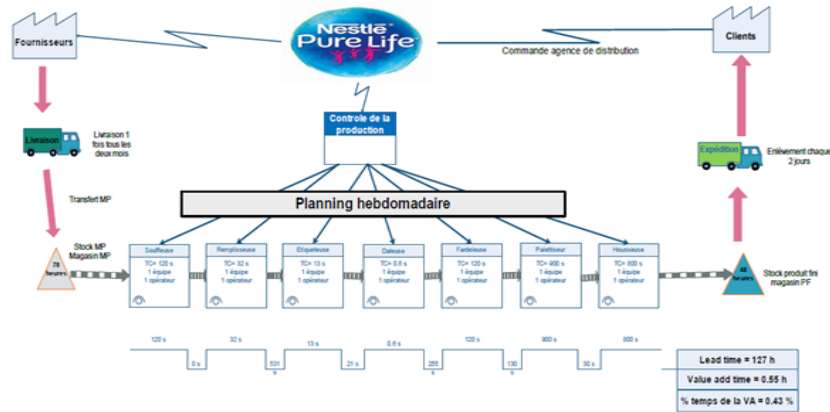 Fournisseurs
Nestlé
Pure Life
Clients
Commande agence de distribution
Controle de la
production
Livraison
Livraison 1
fois tous les
deux mois
Expédition
Enlèvement chaque
2 jours
Transfert MP
Planning hebdomadaire
Stock MP
Magasin MP
78
heures
Souffleuse
TC= 120 s
1 équipe
1 opérateur
Remplisseuse
TC= 32 s
1 équipe
1 opérateur
Etiqueteuse
TC= 13 s
1 équipe
1 opérateur
Dateuse
TC= 0.6 s
1 équipe
1 opérateur
Fardeleuse
TC= 120 s
1 équipe
1 opérateur
Palettiseur
TC= 900 s
1 équipe
1 opérateur
Housseuse
TC= 800 s
1 équipe
1 opérateur
48
heures
Stock produit fini
magasin PF
120 s
32 s
13 s
0.6 s
120 s
900 s
800 s
0 s
531
s
21 s
255
s
130
s
30 s
Lead time = 127 h
Value add time = 0.55 h
% temps de la VA = 0.43 %